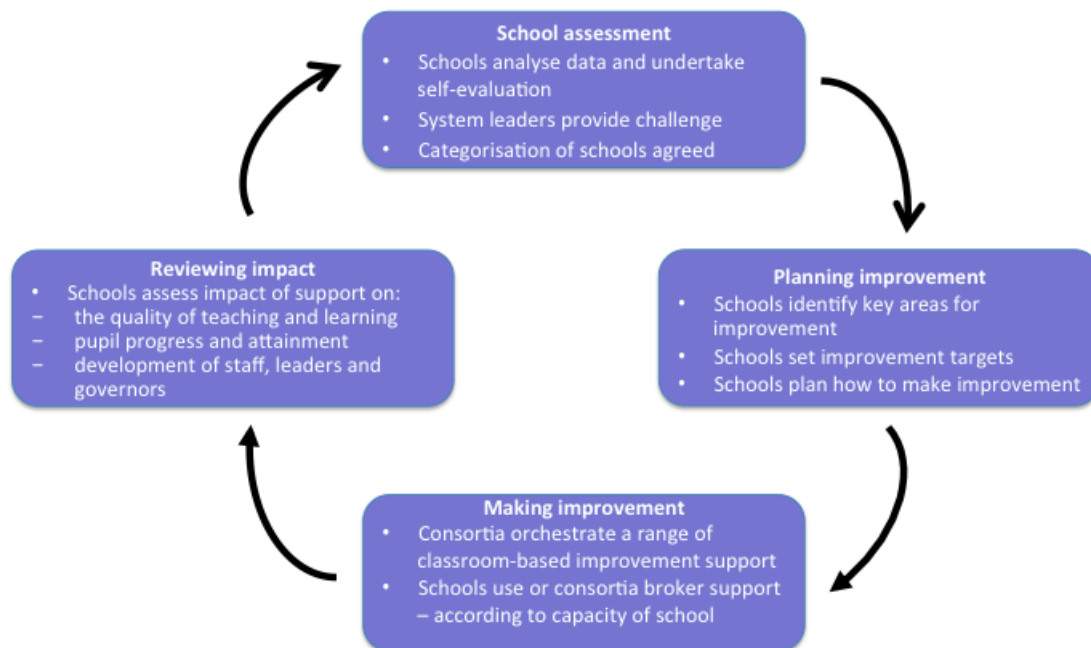 School assessment
• Schools analyse data and undertake
self-evaluation
• System leaders provide challenge
• Categorisation of schools agreed
Planning improvement
• Schools identify key areas for
improvement
• Schools set improvement targets
• Schools plan how to make improvement
Making improvement
• Consortia orchestrate a range of
classroom-based improvement support
• Schools use or consortia broker support
– according to capacity of school
Reviewing impact
• Schools assess impact of support on:
– the quality of teaching and learning
– pupil progress and attainment
– development of staff, leaders and
governors